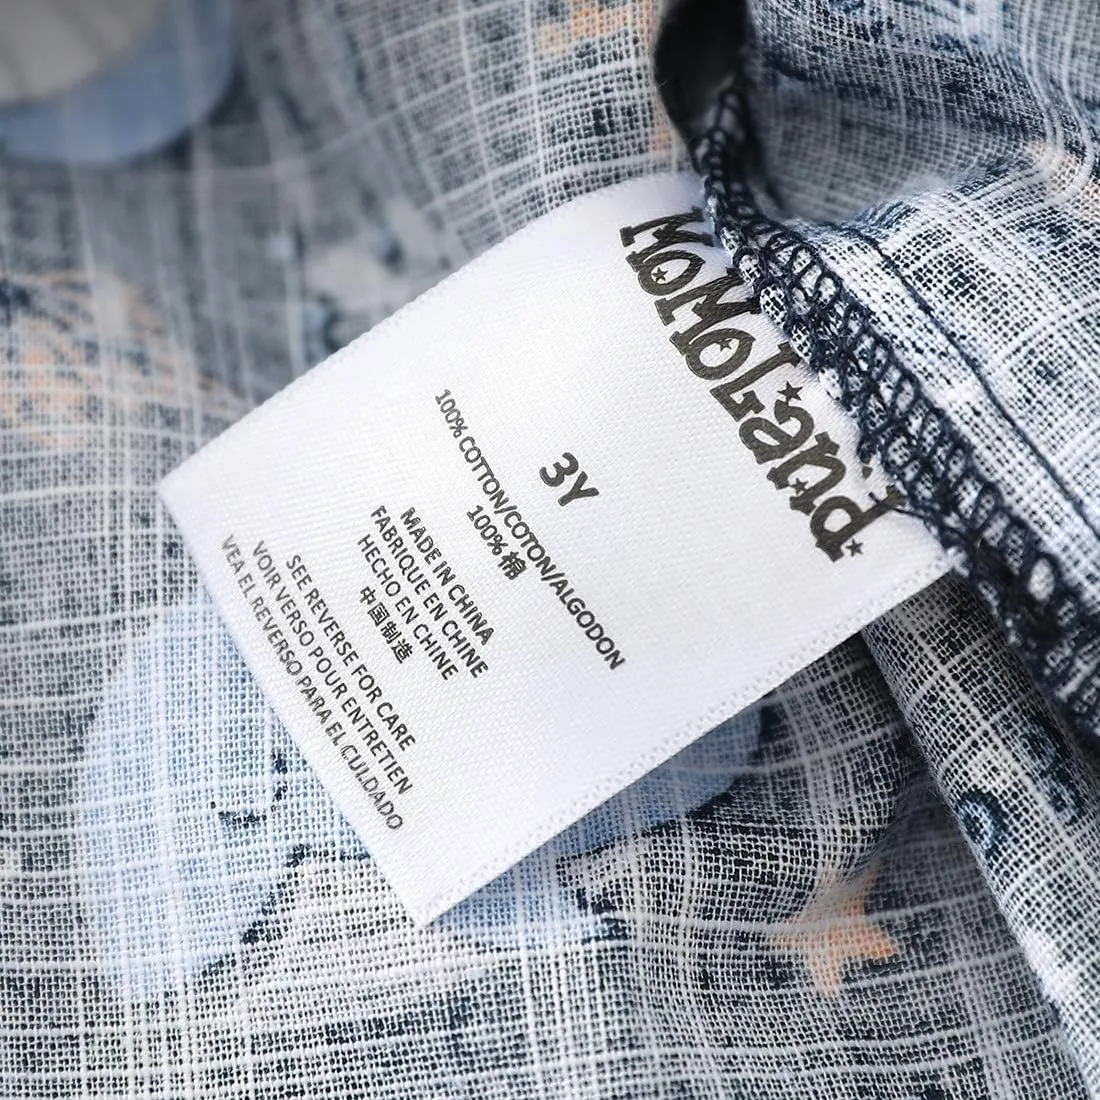 MoMoLand
3Y
100% COTTON/COTON/ALGODON
100% 棉
MADE IN CHINA
FABRIQUE EN CHINE
HECHO EN CHINE
中国制造
SEE REVERSE FOR CARE
VOIR VERSO POUR ENTRETIEN
VEA EL REVERSO PARA EL CUIDADO